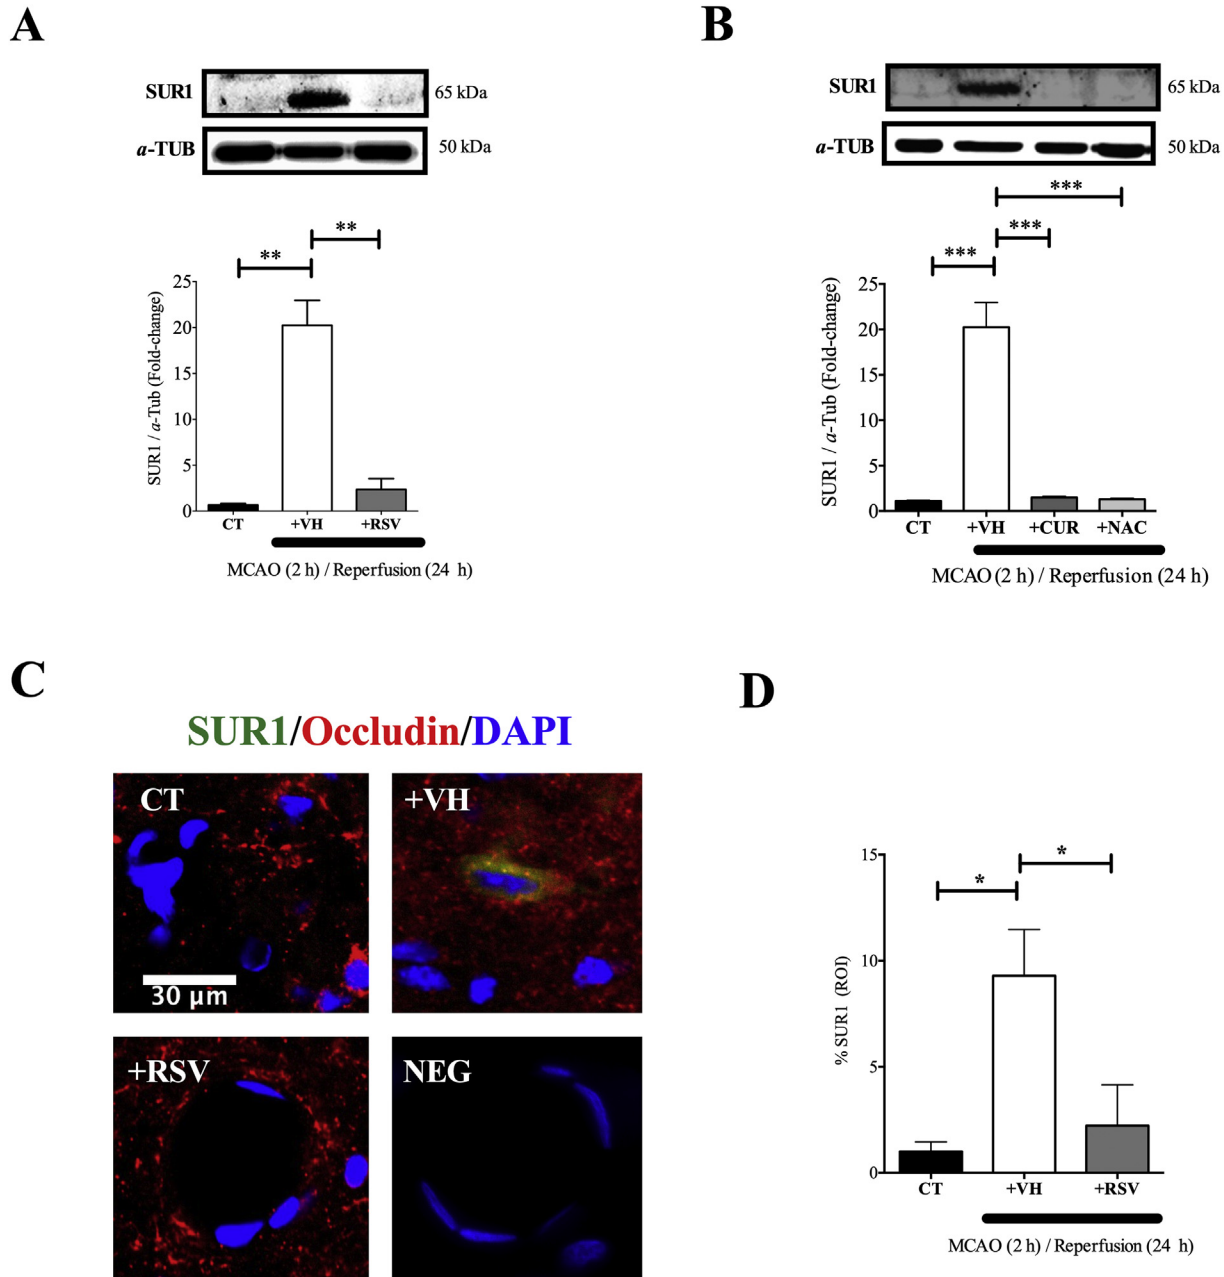 A
SUR1
65 kDa
a-TUB
50 kDa
**
**
SUR1 / a-Tub (Fold-change)
25
20
15
10
5
0
CT
+VH
+RSV
MCAO (2 h) / Reperfusion (24 h)
B
SUR1
65 kDa
a-TUB
50 kDa
***
***
***
SUR1 / a-Tub (Fold-change)
25
20
15
10
5
0
CT
+VH
+CUR
+NAC
MCAO (2 h) / Reperfusion (24 h)
C
SUR1/Occludin/DAPI
CT
30 µm
+VH
+RSV
NEG
D
*
*
% SUR1 (ROI)
15
10
5
0
CT
+VH
+RSV
MCAO (2 h) / Reperfusion (24 h)